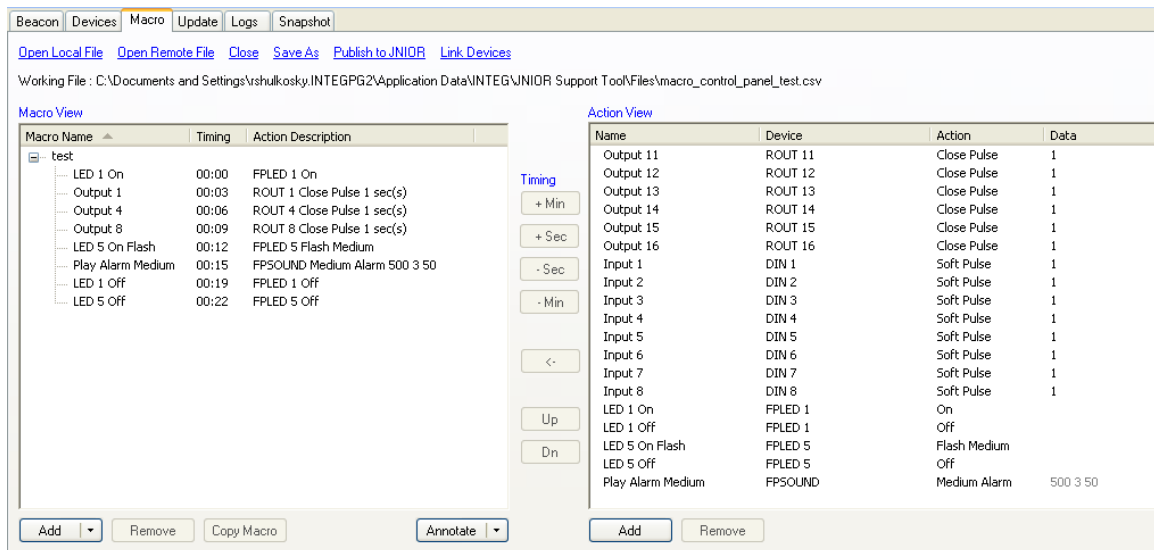 Beacon Devices Macro Update Logs Snapshot
Open Local File Open Remote File Close Save As Publish to JNIOR Link Devices
Working File : C:\Documents and Settings\rshulkosky.INTEGPG2\Application Data\INTEG\JNIOR Support Tool\Files\macro_control_panel_test.csv
Macro View
Macro Name Timing Action Description
test
LED 1 On 00:00 FPLED 1 On
Output 1 00:03 ROUT 1 Close Pulse 1 sec(s)
Output 4 00:06 ROUT 4 Close Pulse 1 sec(s)
Output 8 00:09 ROUT 8 Close Pulse 1 sec(s)
LED 5 On Flash 00:12 FPLED 5 Flash Medium
Play Alarm Medium 00:15 FPSOUND Medium Alarm 500 3 50
LED 1 Off 00:19 FPLED 1 Off
LED 5 Off 00:22 FPLED 5 Off
Add Remove Copy Macro Annotate
Timing
+ Min
+ Sec
- Sec
- Min
<-
Up
Dn
Action View
Name Device Action Data
Output 11 ROUT 11 Close Pulse 1
Output 12 ROUT 12 Close Pulse 1
Output 13 ROUT 13 Close Pulse 1
Output 14 ROUT 14 Close Pulse 1
Output 15 ROUT 15 Close Pulse 1
Output 16 ROUT 16 Close Pulse 1
Input 1 DIN 1 Soft Pulse 1
Input 2 DIN 2 Soft Pulse 1
Input 3 DIN 3 Soft Pulse 1
Input 4 DIN 4 Soft Pulse 1
Input 5 DIN 5 Soft Pulse 1
Input 6 DIN 6 Soft Pulse 1
Input 7 DIN 7 Soft Pulse 1
Input 8 DIN 8 Soft Pulse 1
LED 1 On FPLED 1 On
LED 1 Off FPLED 1 Off
LED 5 On Flash FPLED 5 Flash Medium
LED 5 Off FPLED 5 Off
Play Alarm Medium FPSOUND Medium Alarm 500 3 50
Add Remove